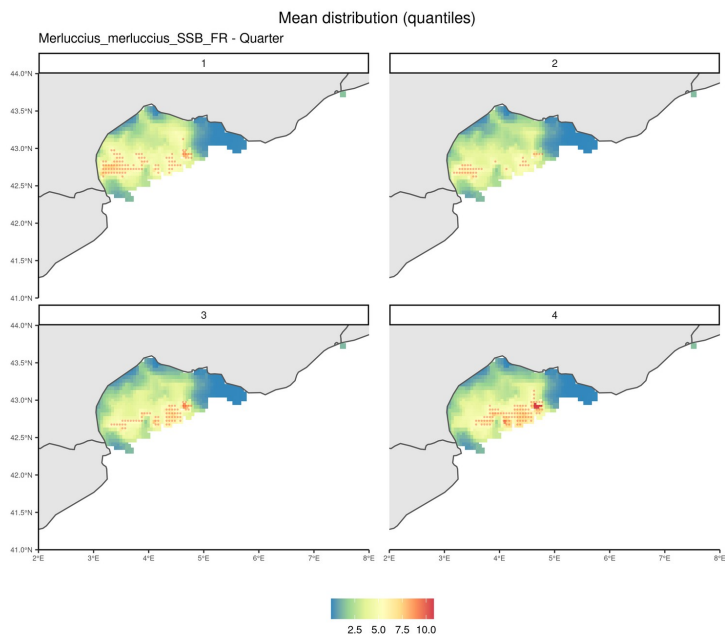 Mean distribution (quantiles)
Merluccius_merluccius_SSB_FR - Quarter
1
2
44.0°N
43.5°N
43.0°N
42.5°N
42.0°N
41.5°N
41.0°N
3
4
44.0°N
43.5°N
43.0°N
42.5°N
42.0°N
41.5°N
41.0°N
2°E 3°E 4°E 5°E 6°E 7°E 8°E 2°E 3°E 4°E 5°E 6°E 7°E 8°E
2.5 5.0 7.5 10.0